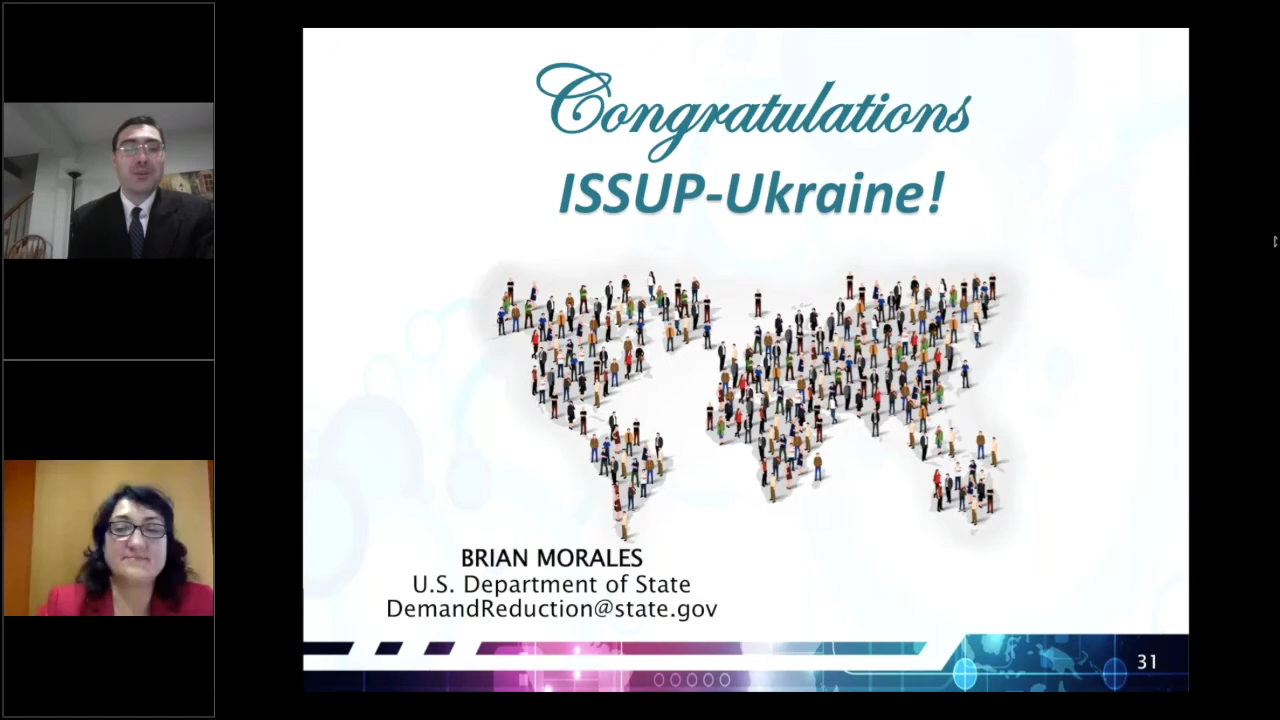 Congratulations
ISSUP-Ukraine!
BRIAN MORALES
U.S. Department of State
DemandReduction@state.gov
31